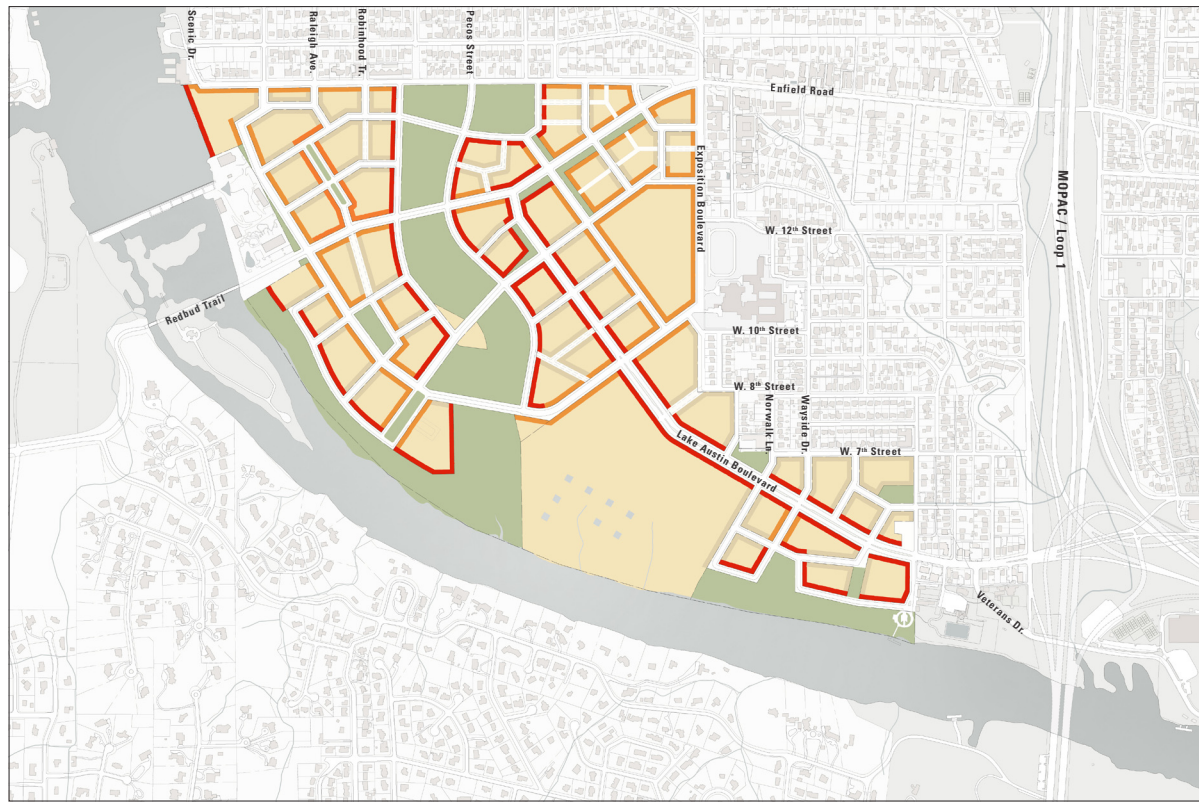 Scenic Dr.
Raleigh Ave.
Robinhood Tr.
Pecos Street
Enfield Road
Exposition Boulevard
MOPAC / Loop 1
W. 12th Street
Redbud Trail
W. 10th Street
W. 8th Street
Norwalk Ln.
Wayside Dr.
W. 7th Street
Lake Austin Boulevard
Veterans Dr.